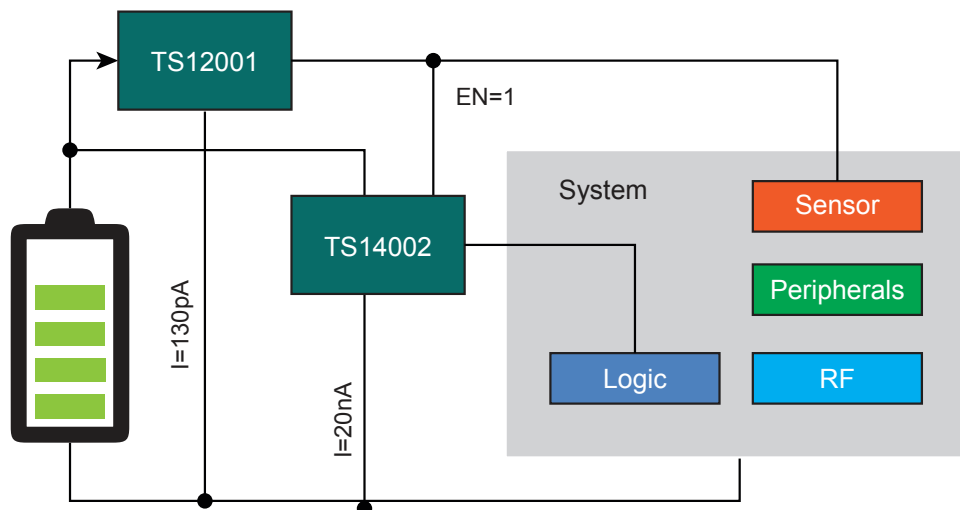 TS12001
EN=1
System
Sensor
TS14002
Peripherals
I=130pA
Logic
RF
I=20nA